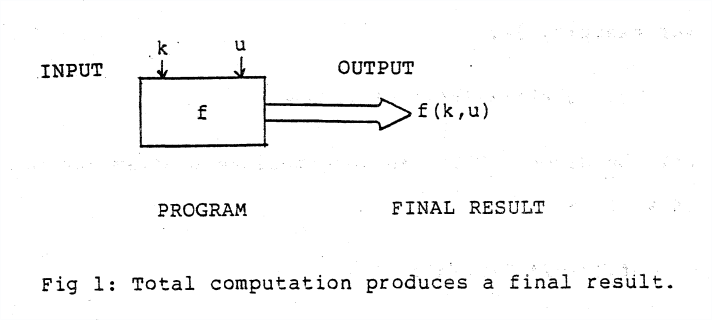 k u
INPUT OUTPUT
f f(k,u)
PROGRAM FINAL RESULT
Fig 1: Total computation produces a final result.